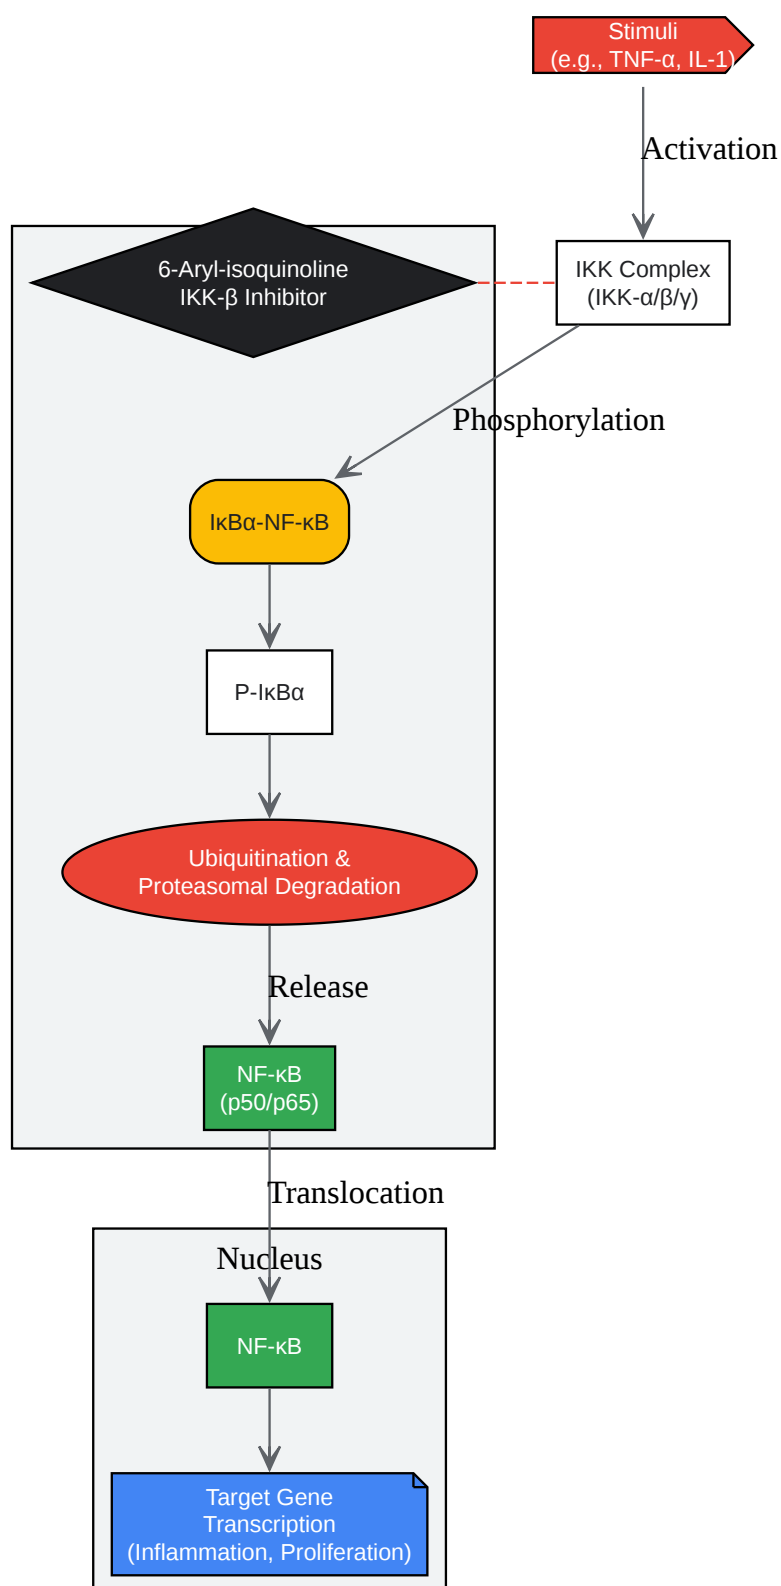 Stimuli
(e.g., TNF-α, IL-1)
Activation
6-Aryl-isoquinoline
IKK-β Inhibitor
IKK Complex
(IKK-α/β/γ)
Phosphorylation
IκBα-NF-κB
P-IκBα
Ubiquitination &
Proteasomal Degradation
Release
NF-κB
(p50/p65)
Translocation
Nucleus
NF-κB
Target Gene
Transcription
(Inflammation, Proliferation)